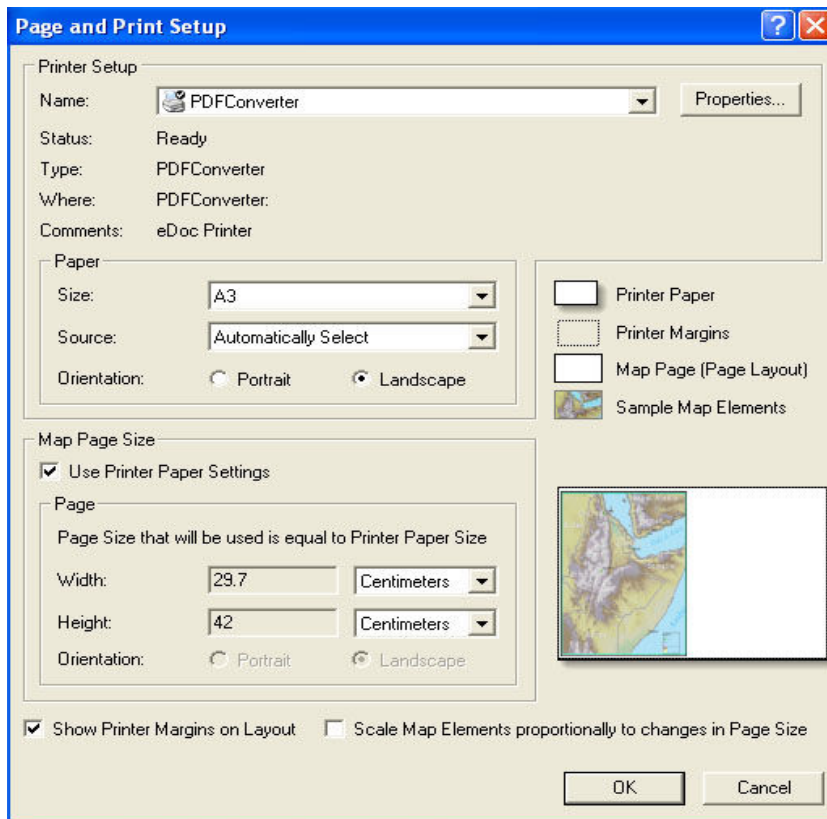 Page and Print Setup
Printer Setup
Name: PDFConverter Properties...
Status: Ready
Type: PDFConverter
Where: PDFConverter:
Comments: eDoc Printer
Paper
Size: A3
Source: Automatically Select
Orientation: Portrait Landscape
Printer Paper
Printer Margins
Map Page (Page Layout)
Sample Map Elements
Map Page Size
Use Printer Paper Settings
Page
Page Size that will be used is equal to Printer Paper Size
Width: 29.7 Centimeters
Height: 42 Centimeters
Orientation: Portrait Landscape
Show Printer Margins on Layout Scale Map Elements proportionally to changes in Page Size
OK Cancel